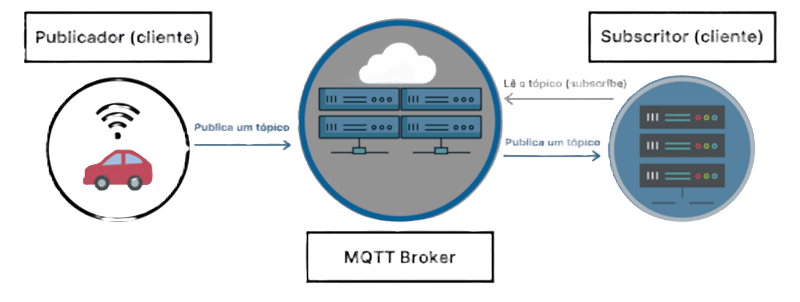 Publicador (cliente)
Subscritor (cliente)
Lê o tópico (subscribe)
Publica um tópico
Publica um tópico
MQTT Broker